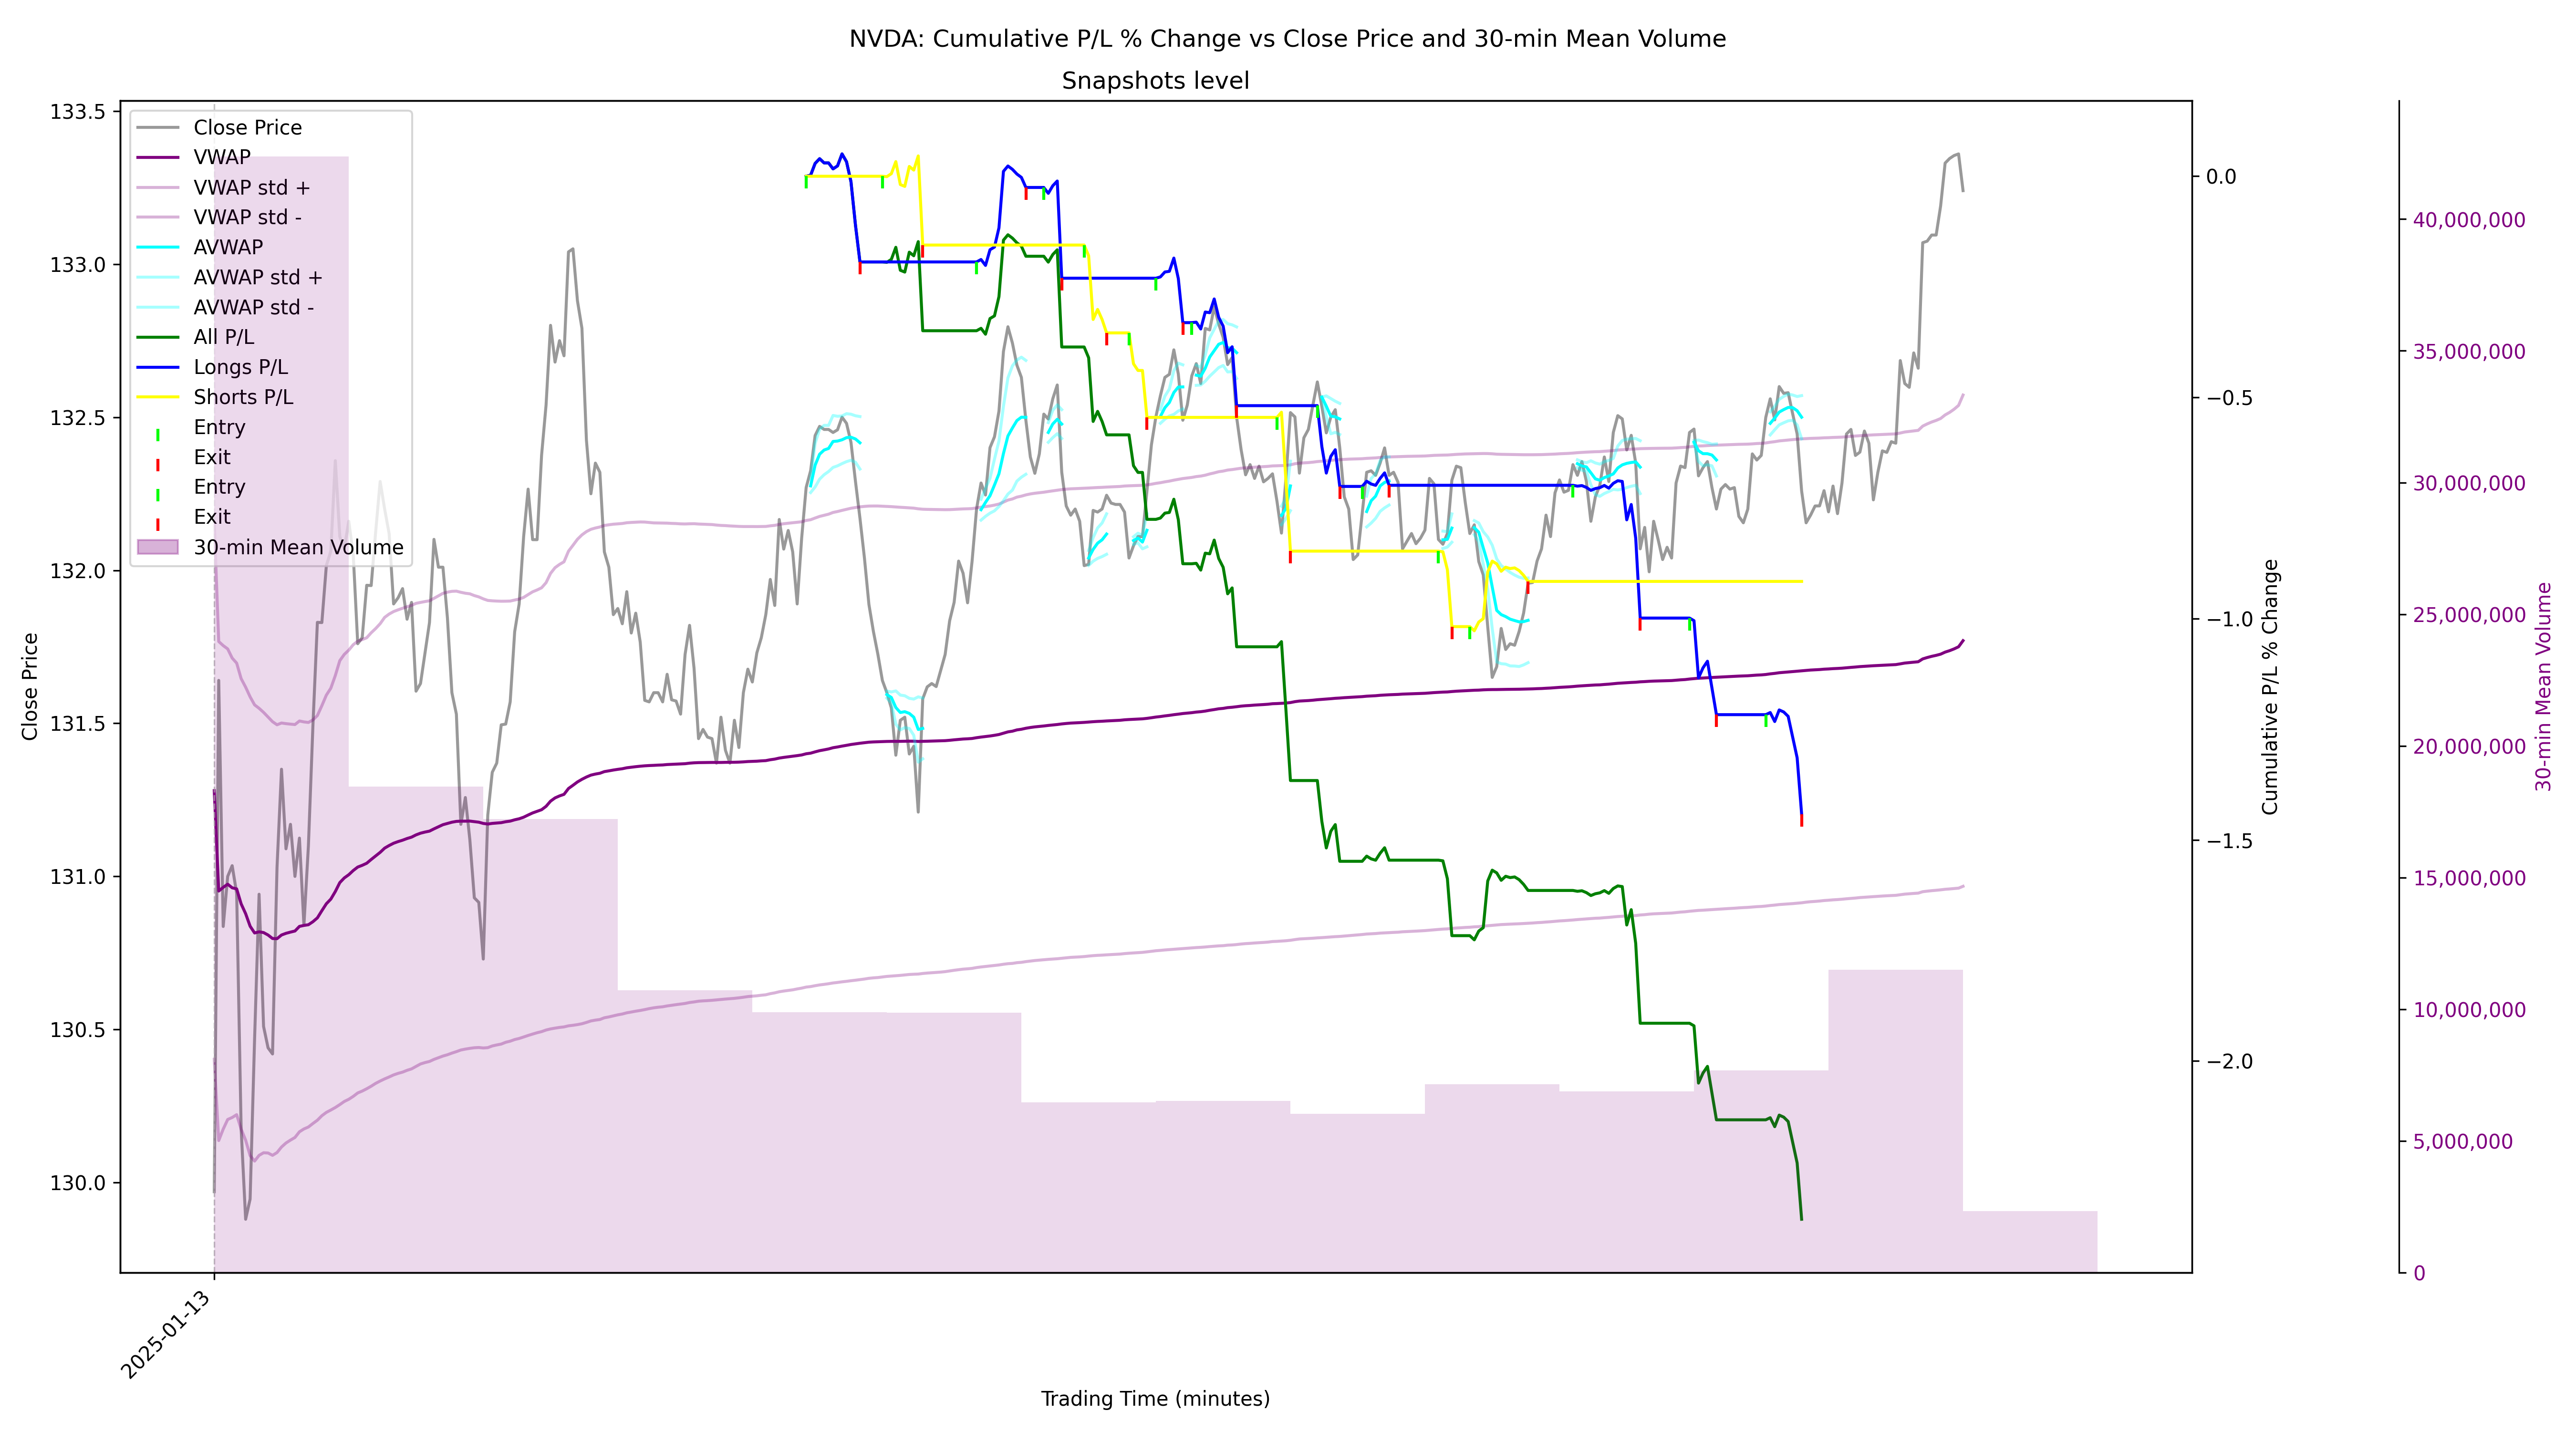 NVDA: Cumulative P/L % Change vs Close Price and 30-min Mean Volume
Snapshots level
Close Price
VWAP
VWAP std +
VWAP std -
AVWAP
AVWAP std +
AVWAP std -
All P/L
Longs P/L
Shorts P/L
Entry
Exit
Entry
Exit
30-min Mean Volume
Close Price
133.5
133.0
132.5
132.0
131.5
131.0
130.5
130.0
0.0
−0.5
−1.0
−1.5
−2.0
Cumulative P/L % Change
40,000,000
35,000,000
30,000,000
25,000,000
20,000,000
15,000,000
10,000,000
5,000,000
0
30-min Mean Volume
2025-01-13
Trading Time (minutes)